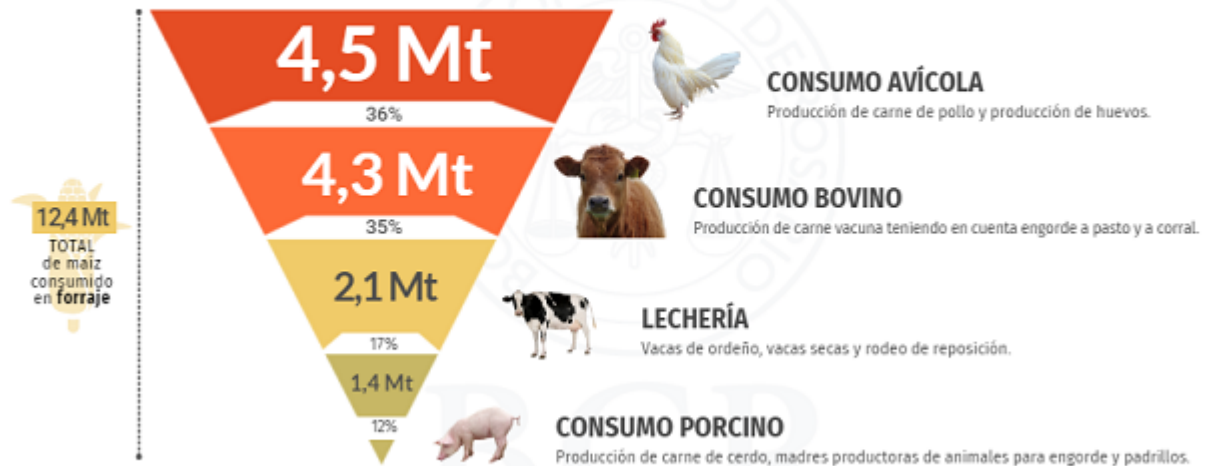 4,5 Mt
36%
CONSUMO AVÍCOLA
Producción de carne de pollo y producción de huevos.
4,3 Mt
35%
CONSUMO BOVINO
Producción de carne vacuna teniendo en cuenta engorde a pasto y a corral.
12,4 Mt
TOTAL
de maíz
consumido
en forraje
2,1 Mt
17%
LECHERÍA
Vacas de ordeño, vacas secas y rodeo de reposición.
1,4 Mt
12%
CONSUMO PORCINO
Producción de carne de cerdo, madres productoras de animales para engorde y padrillos.